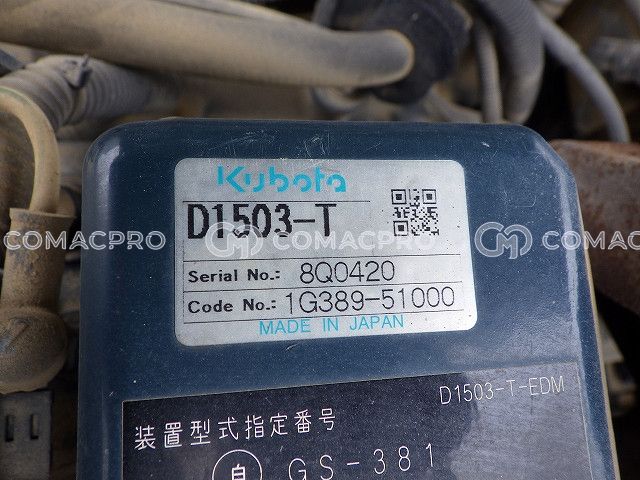 Kubota
D1503-T
Serial No.: 8Q0420
Code No.: 1G389-51000
MADE IN JAPAN
COMACPRO
COMACPRO
COMACPRO
D1503-T-EDM
装置型式指定番号
自 GS-381